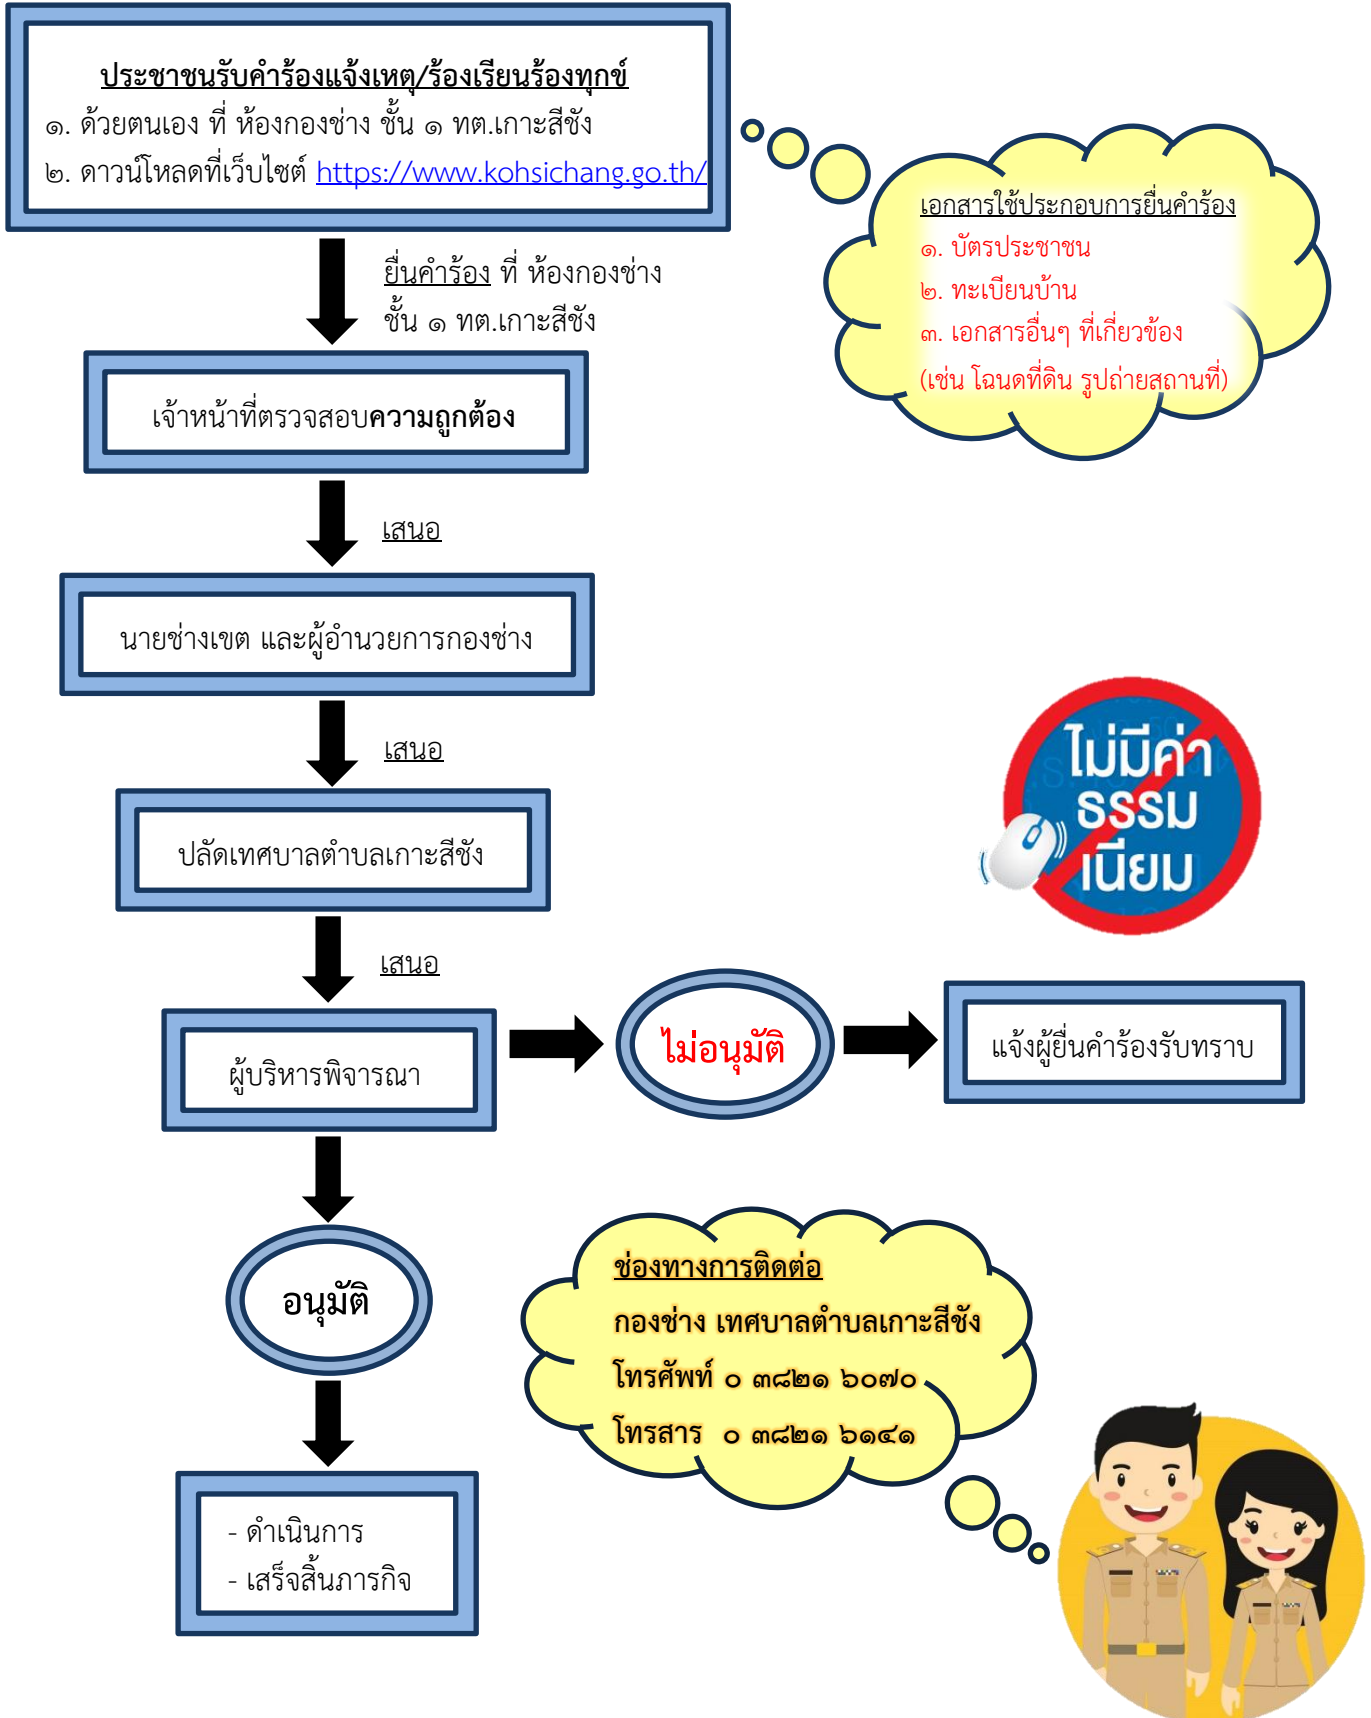 ประชาชนรับคำร้องแจ้งเหตุ/ร้องเรียนร้องทุกข์
๑. ด้วยตนเอง ที่ ห้องกองช่าง ชั้น ๑ ทต.เกาะสีชัง
๒. ดาวน์โหลดที่เว็บไซต์ https://www.kohsichang.go.th/
เอกสารใช้ประกอบการยื่นคำร้อง
๑. บัตรประชาชน
๒. ทะเบียนบ้าน
๓. เอกสารอื่นๆ ที่เกี่ยวข้อง
(เช่น โฉนดที่ดิน รูปถ่ายสถานที่)
ยื่นคำร้อง ที่ ห้องกองช่าง
ชั้น ๑ ทต.เกาะสีชัง
เจ้าหน้าที่ตรวจสอบความถูกต้อง
เสนอ
นายช่างเขต และผู้อำนวยการกองช่าง
เสนอ
ปลัดเทศบาลตำบลเกาะสีชัง
ไม่มีค่า
ธรรม
เนียม
เสนอ
ผู้บริหารพิจารณา
ไม่อนุมัติ
แจ้งผู้ยื่นคำร้องรับทราบ
อนุมัติ
ช่องทางการติดต่อ
กองช่าง เทศบาลตำบลเกาะสีชัง
โทรศัพท์ ๐ ๓๘๒๑ ๖๐๗๐
โทรสาร ๐ ๓๘๒๑ ๖๑๔๑
- ดำเนินการ
- เสร็จสิ้นภารกิจ